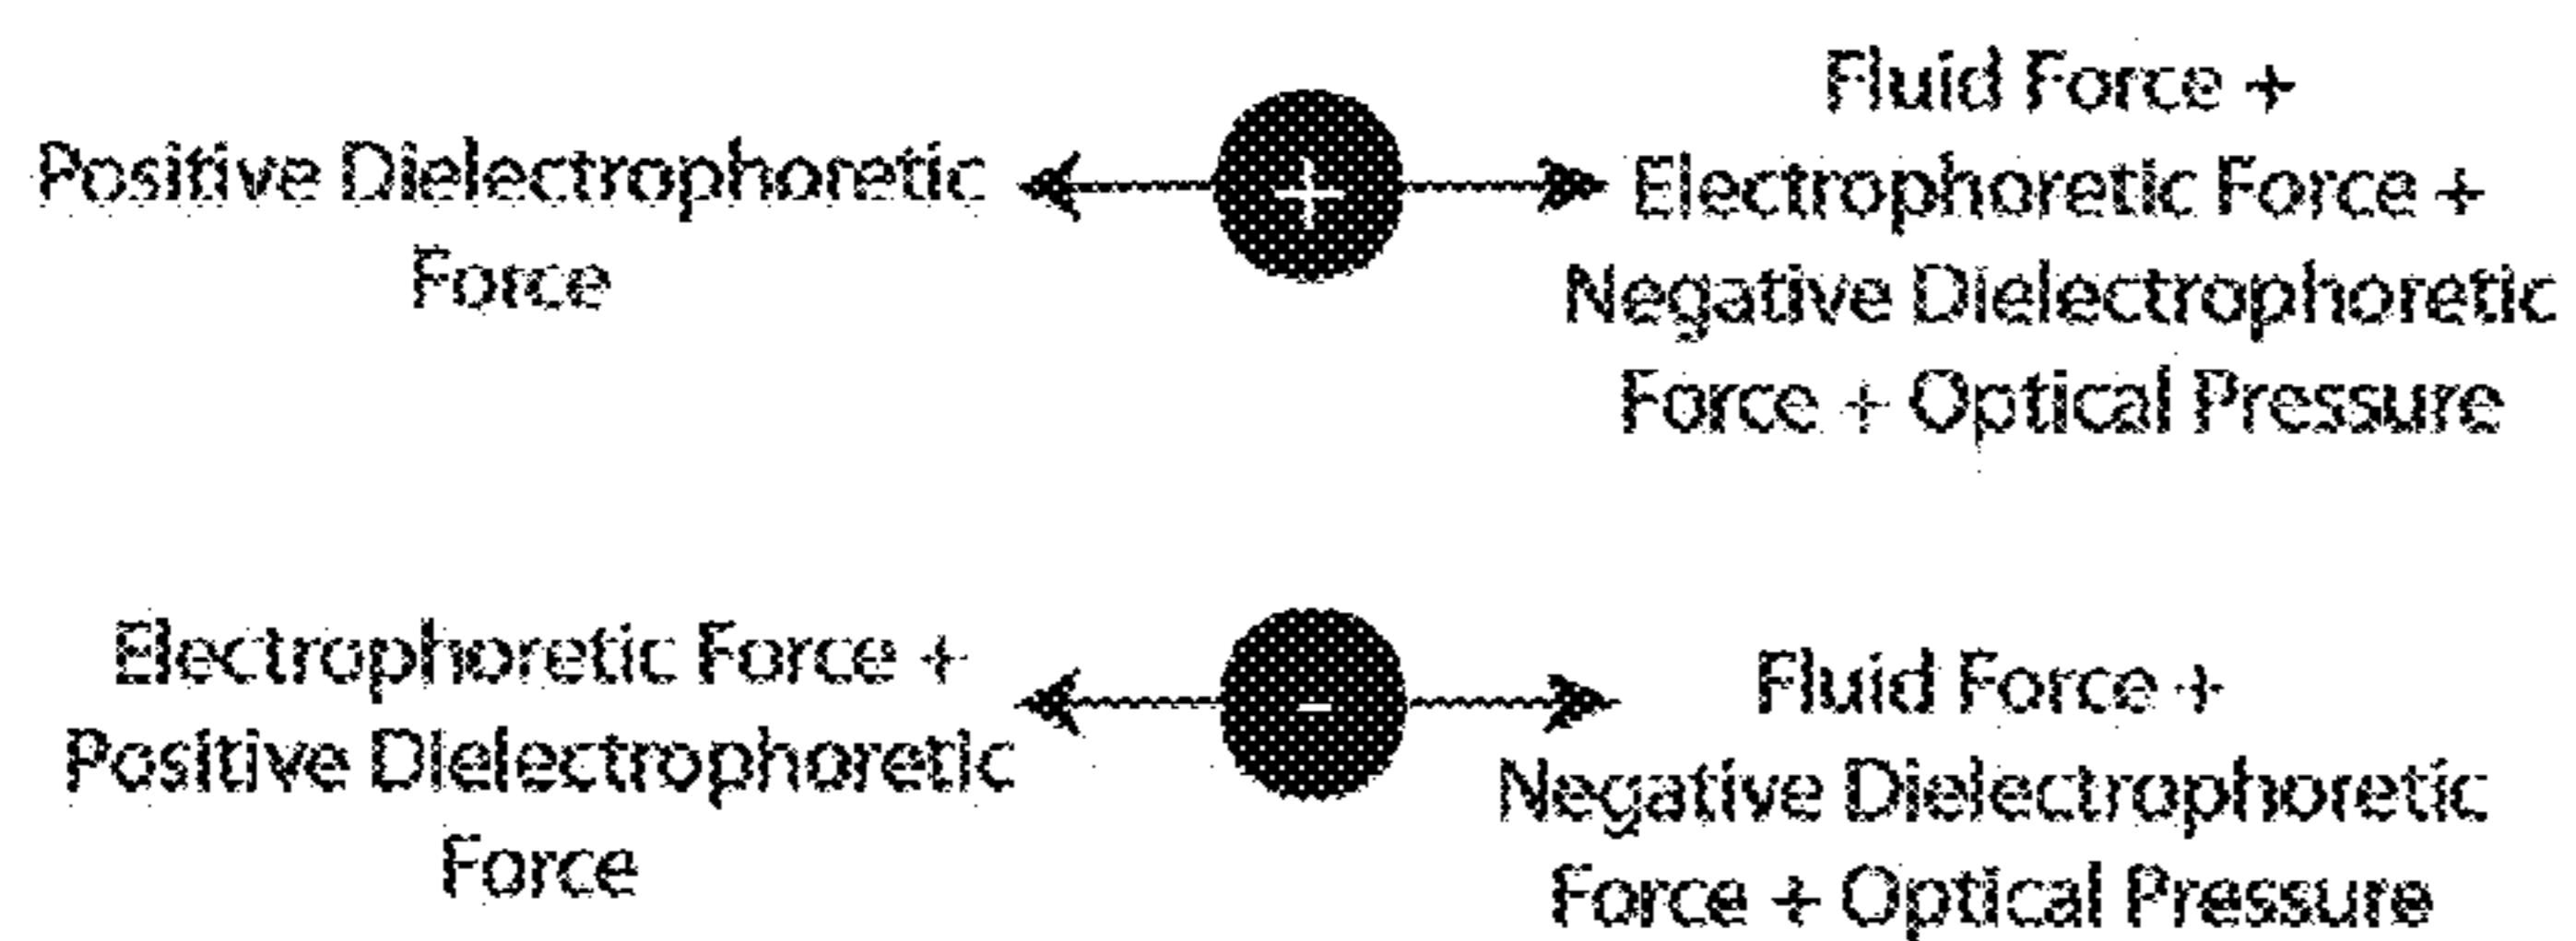 Positive Dielectrophoretic
Force
+
Fluid Force +
Electrophoretic Force +
Negative Dielectrophoretic
Force + Optical Pressure
Electrophoretic Force +
Positive Dielectrophoretic
Force
-
Fluid Force +
Negative Dielectrophoretic
Force + Optical Pressure